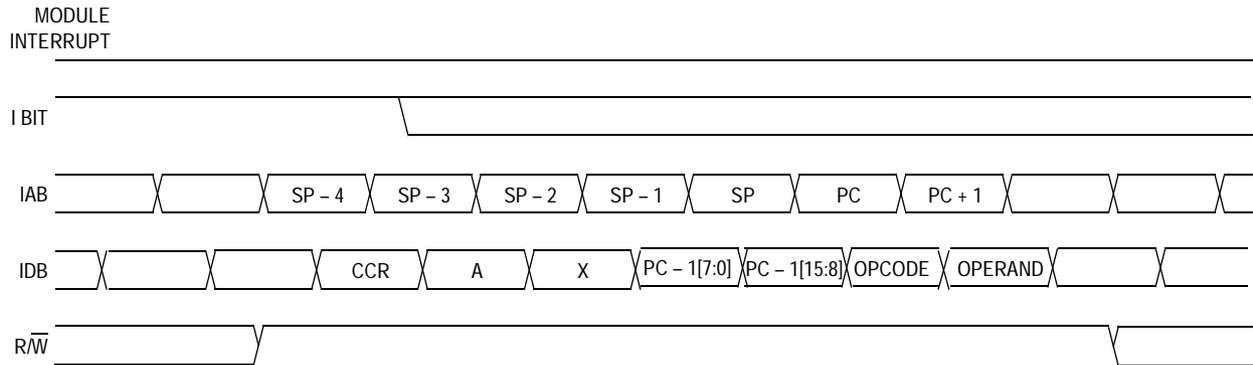 MODULE
INTERRUPT
I BIT
IAB SP – 4 SP – 3 SP – 2 SP – 1 SP PC PC + 1
IDB CCR A X PC – 1[7:0] PC – 1[15:8] OPCODE OPERAND
R/W̅